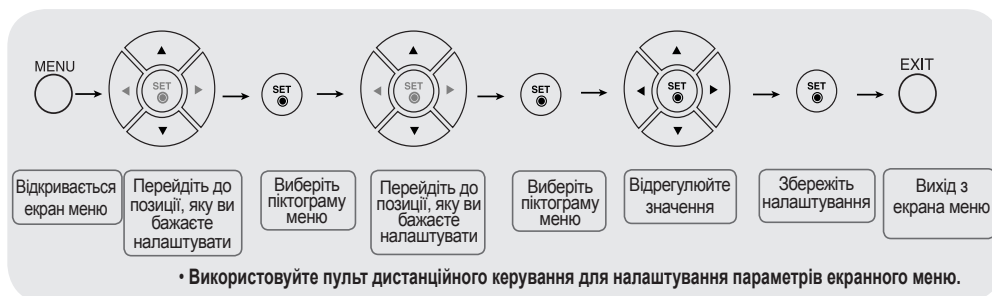 MENU
EXIT
SET
SET
SET
SET
SET
SET
Відкривається
екран меню
Перейдіть до
позиції, яку ви
бажаєте
налаштувати
Виберіть
піктограму
меню
Перейдіть до
позиції, яку ви
бажаєте
налаштувати
Виберіть
піктограму
меню
Відрегулюйте
значення
Збережіть
налаштування
Вихід з
екрана меню
• Використовуйте пульт дистанційного керування для налаштування параметрів екранного меню.